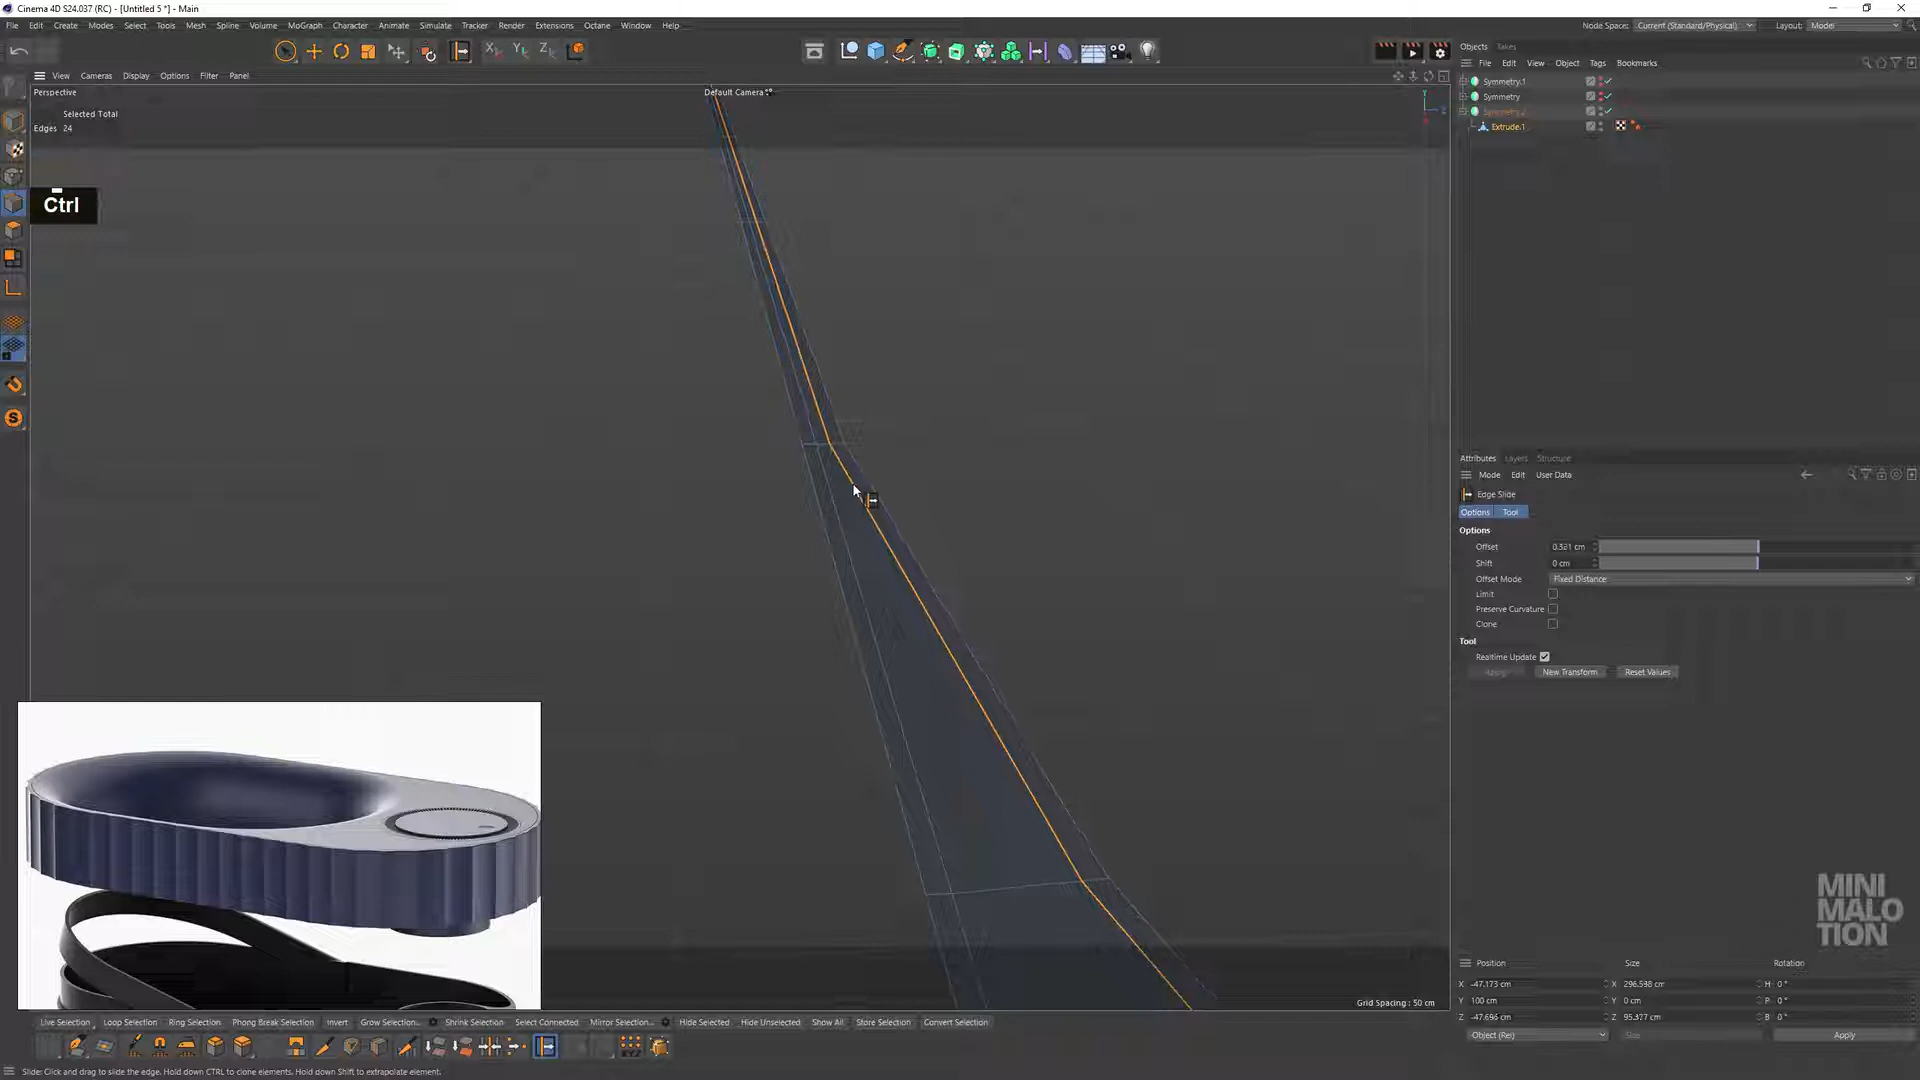 Cinema 4D S24.037 (RC) - [Untitled 5 *] - Main
File Edit Create Modes Select Tools Mesh Spline Volume MoGraph Character Animate Simulate Tracker Render Extensions Octane Window Help
Node Space: Current (Standard/Physical) Layout: Model
X Y Z
Objects Takes
File Edit View Object Tags Bookmarks
View Cameras Display Options Filter Panel
Perspective
Default Camera
Selected Total
Edges 24
Ctrl
Symmetry.1
Symmetry
Extrude.1
Attributes Layers Structure
Mode Edit User Data
Edge Slide
Options Tool
Options
Offset 0.321 cm
Shift 0 cm
Offset Mode Fixed Distance
Limit
Preserve Curvature
Clone
Tool
Realtime Update
Apply New Transform Reset Values
MINI
MALO
TION
Grid Spacing : 50 cm
Position Size Rotation
X -47.173 cm X 296.598 cm H 0 °
Y 100 cm Y 0 cm P 0 °
Z -47.696 cm Z 95.377 cm B 0 °
Object (Rel) Size Apply
Live Selection Loop Selection Ring Selection Phong Break Selection Invert Grow Selection... Shrink Selection Select Connected Mirror Selection... Hide Selected Hide Unselected Show All Store Selection Convert Selection
XYZ
Slide: Click and drag to slide the edge. Hold down CTRL to clone elements. Hold down Shift to extrapolate element.